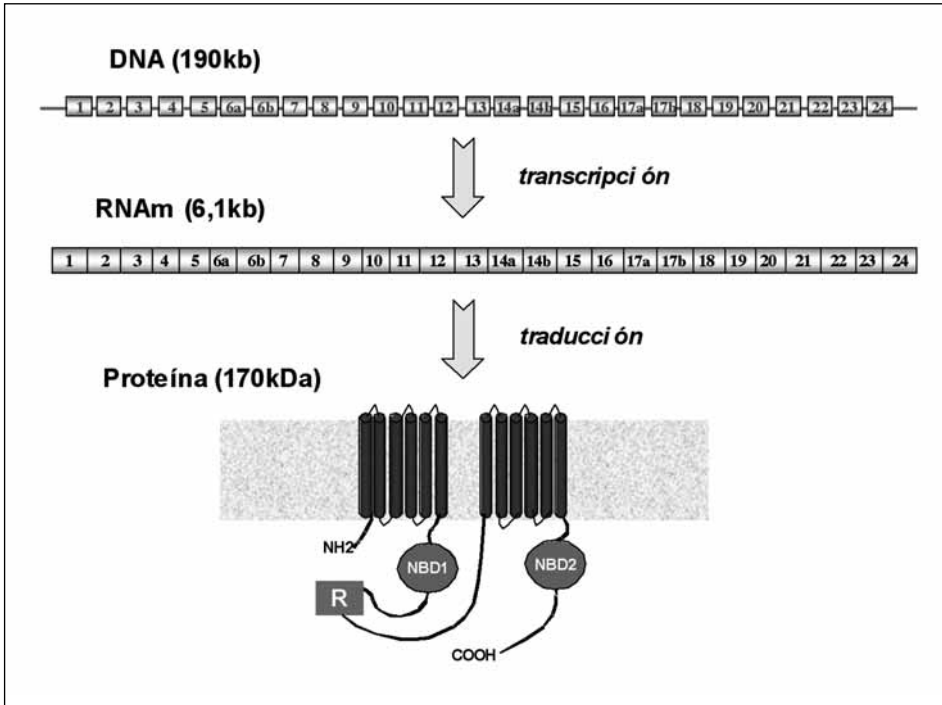 DNA (190kb)
1 2 3 4 5 6a 6b 7 8 9 10 11 12 13 14a 14b 15 16 17a 17b 18 19 20 21 22 23 24
transcripci ón
RNAm (6,1kb)
1 2 3 4 5 6a 6b 7 8 9 10 11 12 13 14a 14b 15 16 17a 17b 18 19 20 21 22 23 24
traducci ón
Proteína (170kDa)
NH2
NBD1
NBD2
R
COOH